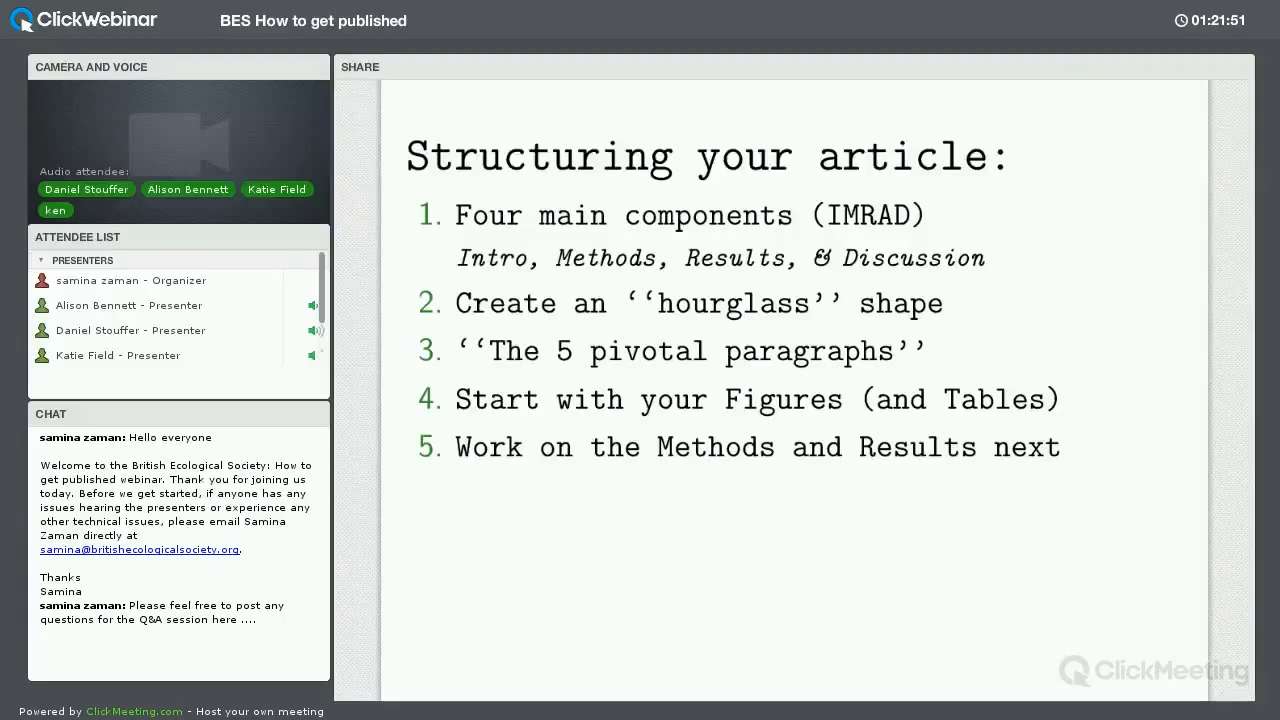 ClickWebinar
BES How to get published
01:21:51
CAMERA AND VOICE
Audio attendee:
Daniel Stouffer
Alison Bennett
Katie Field
ken
ATTENDEE LIST
PRESENTERS
samina zaman - Organizer
Alison Bennett - Presenter
Daniel Stouffer - Presenter
Katie Field - Presenter
CHAT
samina zaman: Hello everyone
Welcome to the British Ecological Society: How to
get published webinar. Thank you for joining us
today. Before we get started, if anyone has any
issues hearing the presenters or experience any
other technical issues, please email Samina
Zaman directly at
samina@britishecologicalsociety.org.
Thanks
Samina
samina zaman: Please feel free to post any
questions for the Q&A session here ....
SHARE
Structuring your article:
1. Four main components (IMRAD)
Intro, Methods, Results, & Discussion
2. Create an ‘‘hourglass’’ shape
3. ‘‘The 5 pivotal paragraphs’’
4. Start with your Figures (and Tables)
5. Work on the Methods and Results next
ClickMeeting
Powered by ClickMeeting.com - Host your own meeting